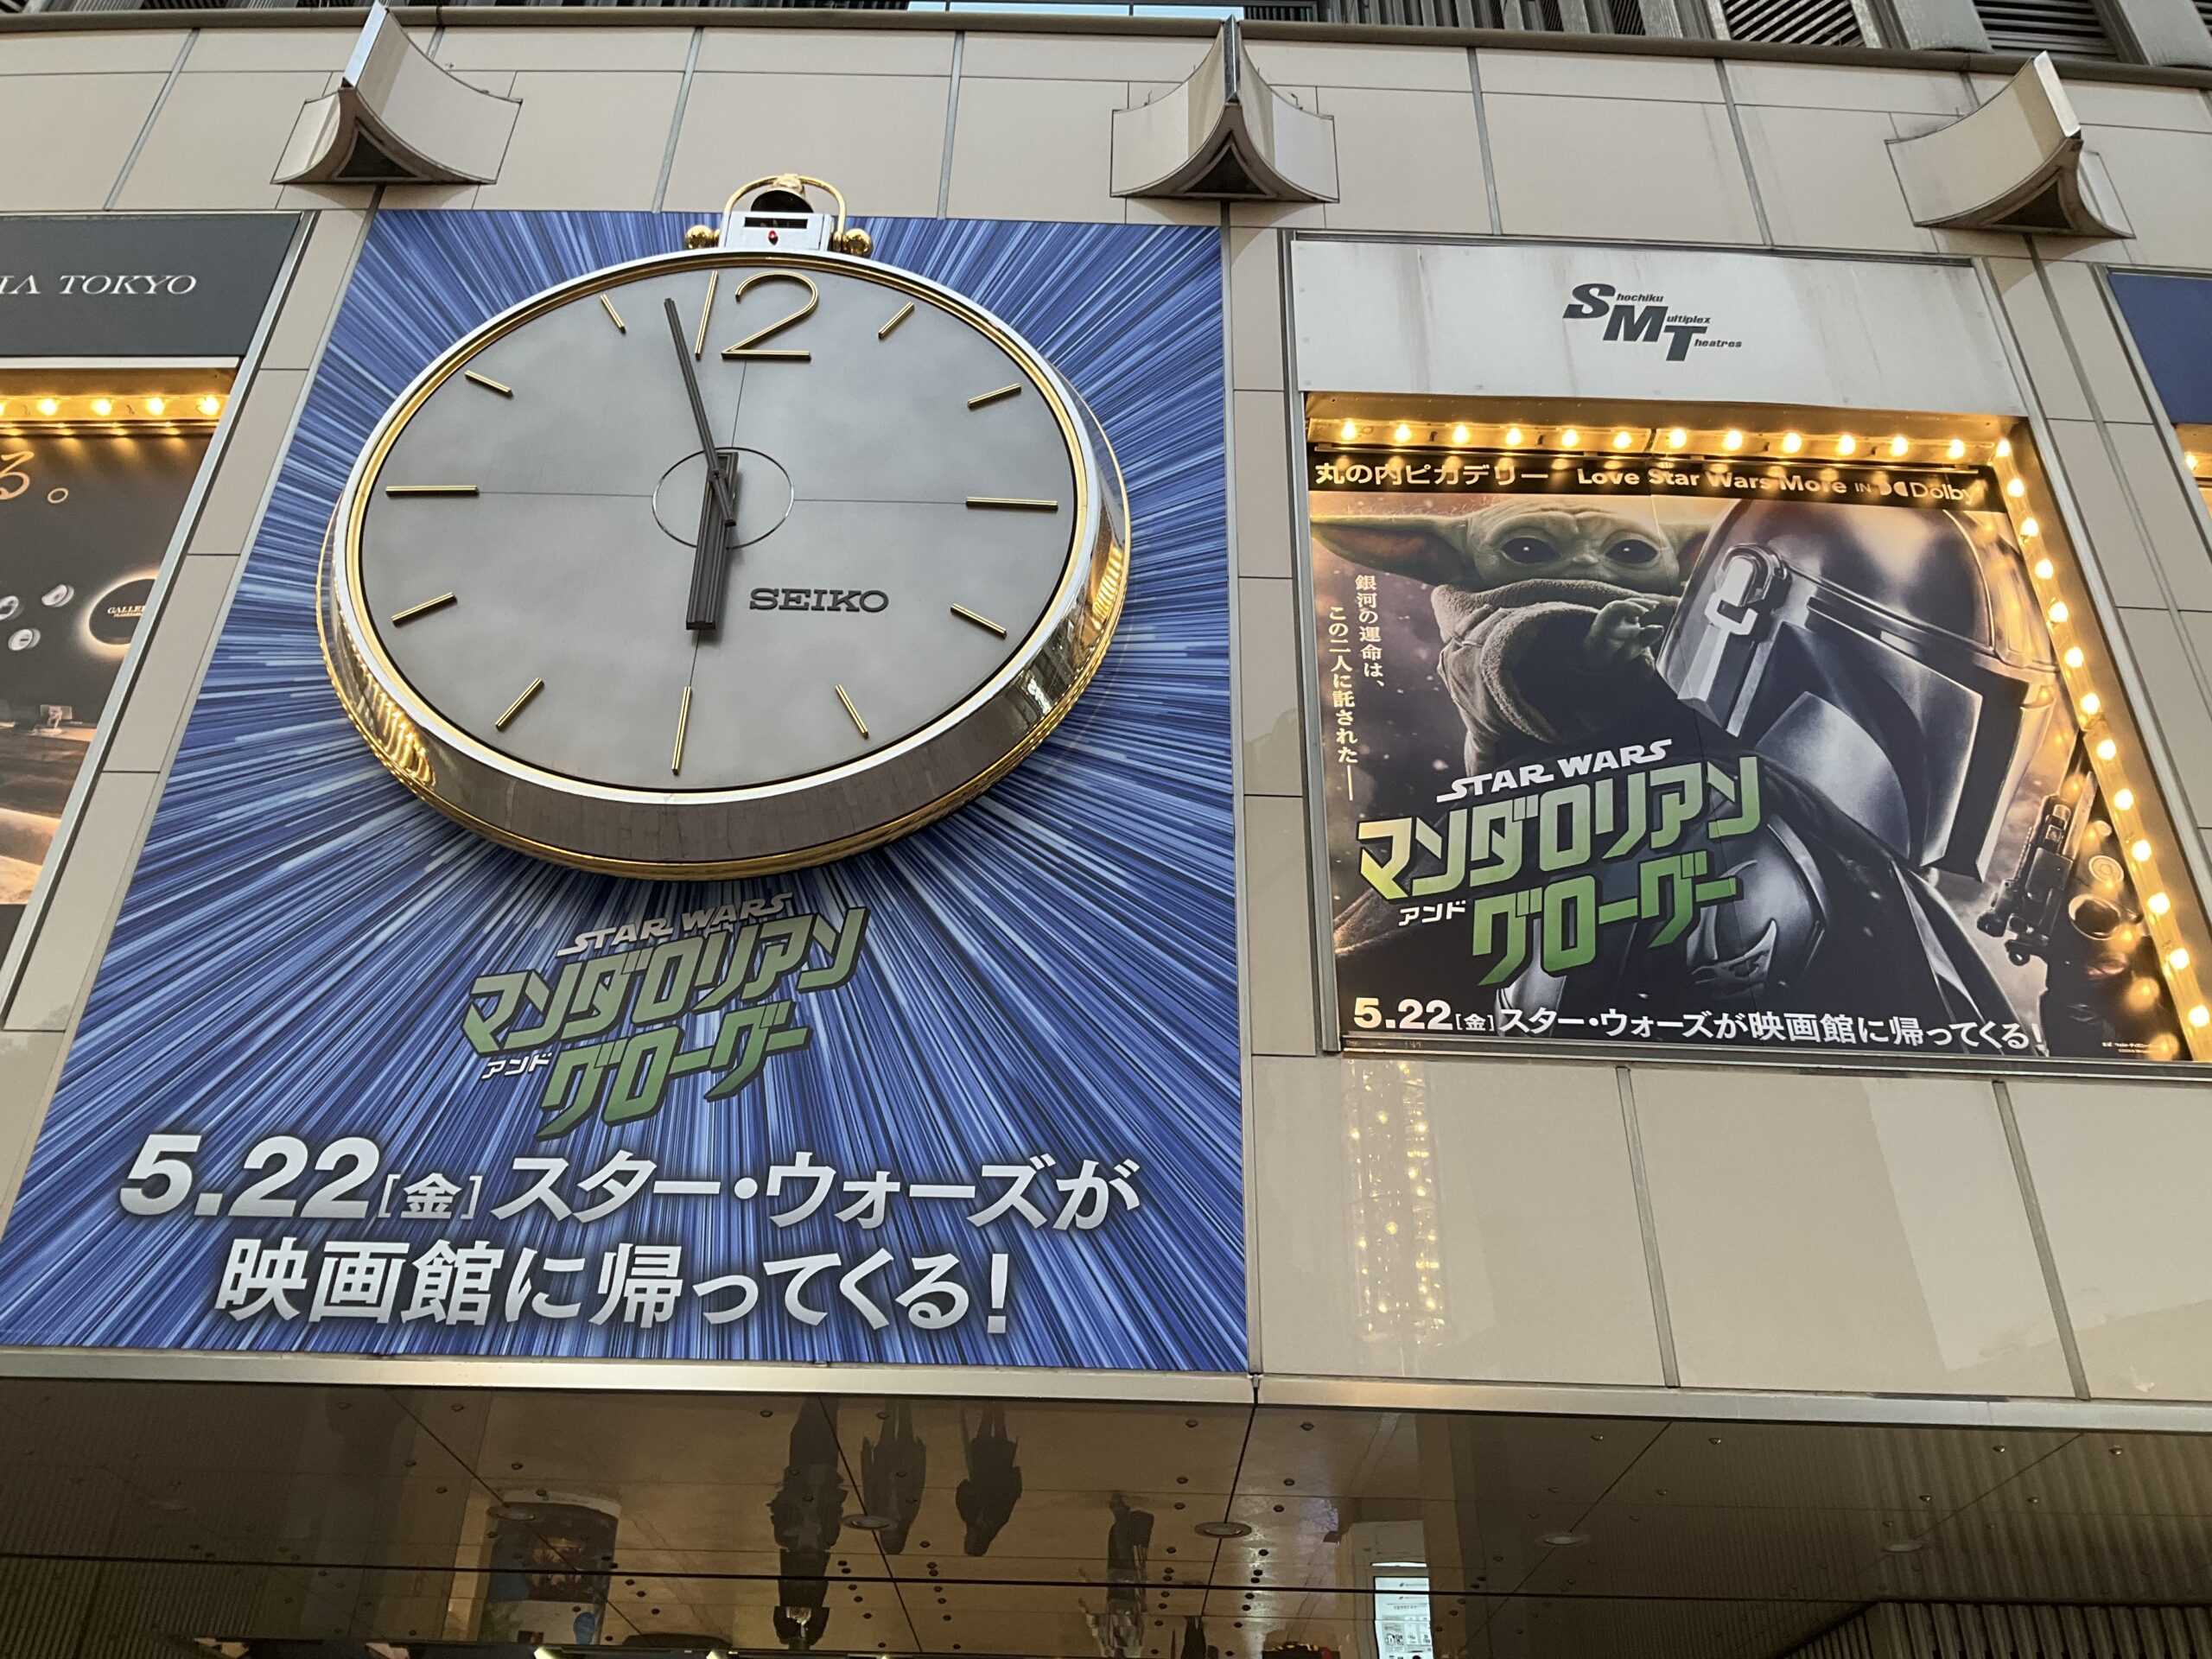 TOKYO
る。
12
SEIKO
STAR WARS
マンダロリアン
アンド
グローグー
5.22[金]スター・ウォーズが
映画館に帰ってくる!
Shochiku
Multiplex
Theatres
丸の内ピカデリー Love Star Wars More IN Dolby
銀河の運命は、
この二人に託された──
STAR WARS
マンダロリアン
アンド
グローグー
5.22[金]スター・ウォーズが映画館に帰ってくる!